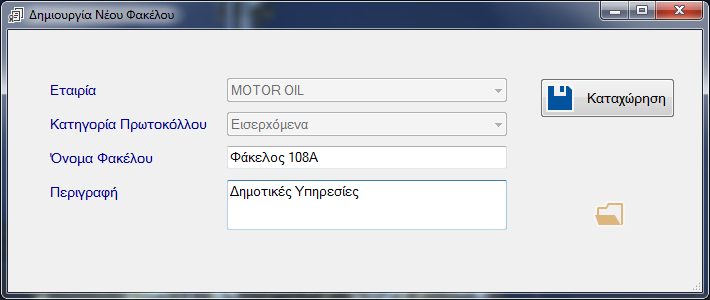 Δημιουργία Νέου Φακέλου
Εταιρία
MOTOR OIL
Καταχώρηση
Κατηγορία Πρωτοκόλλου
Εισερχόμενα
Όνομα Φακέλου
Φάκελος 108Α
Περιγραφή
Δημοτικές Υπηρεσίες